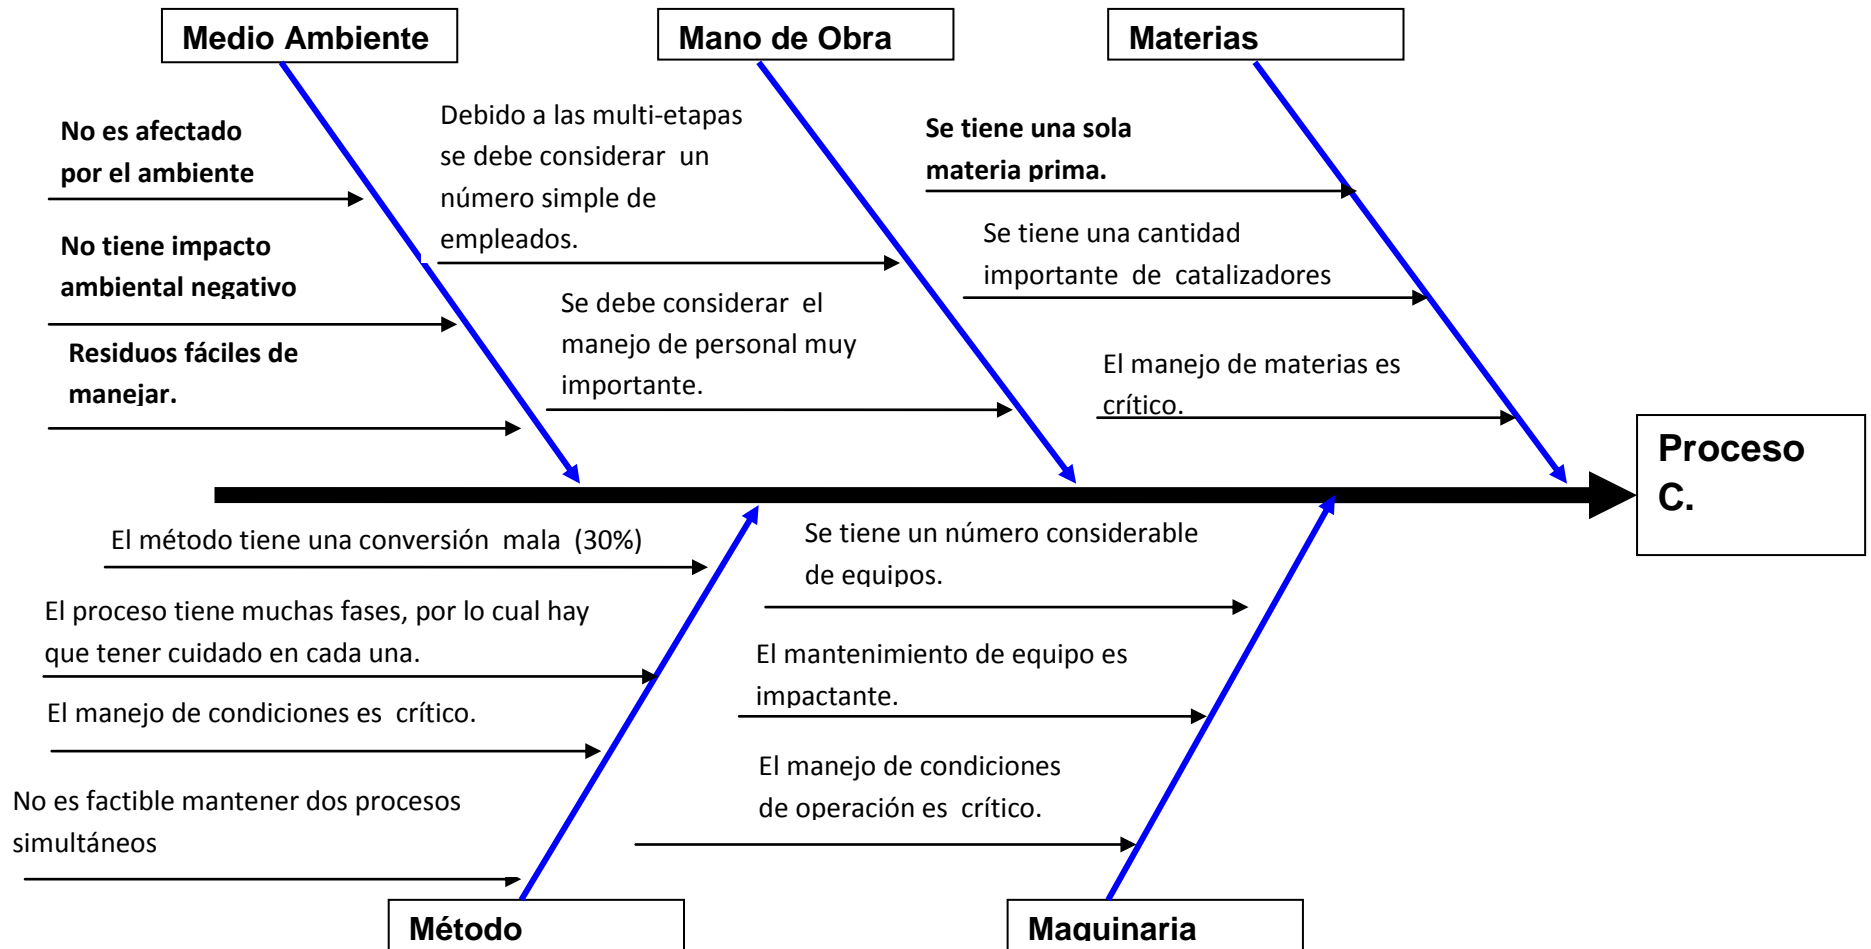 Medio Ambiente
Mano de Obra
Materias
No es afectado
por el ambiente
No tiene impacto
ambiental negativo
Residuos fáciles de
manejar.
Debido a las multi-etapas
se debe considerar un
número simple de
empleados.
Se debe considerar el
manejo de personal muy
importante.
Se tiene una sola
materia prima.
Se tiene una cantidad
importante de catalizadores
El manejo de materias es
crítico.
Proceso
C.
El método tiene una conversión mala (30%)
El proceso tiene muchas fases, por lo cual hay
que tener cuidado en cada una.
El manejo de condiciones es crítico.
No es factible mantener dos procesos
simultáneos
Se tiene un número considerable
de equipos.
El mantenimiento de equipo es
impactante.
El manejo de condiciones
de operación es crítico.
Método
Maquinaria